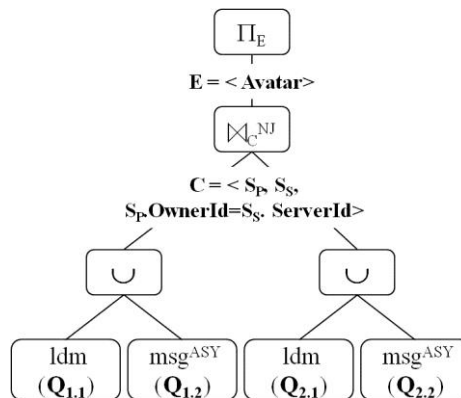 Π_E
E = < Avatar>
⋈_C^NJ
C = < S_P, S_S,
S_P.OwnerId=S_S. ServerId>
∪ ∪
ldm msg^ASY ldm msg^ASY
(Q_1.1) (Q_1.2) (Q_2.1) (Q_2.2)